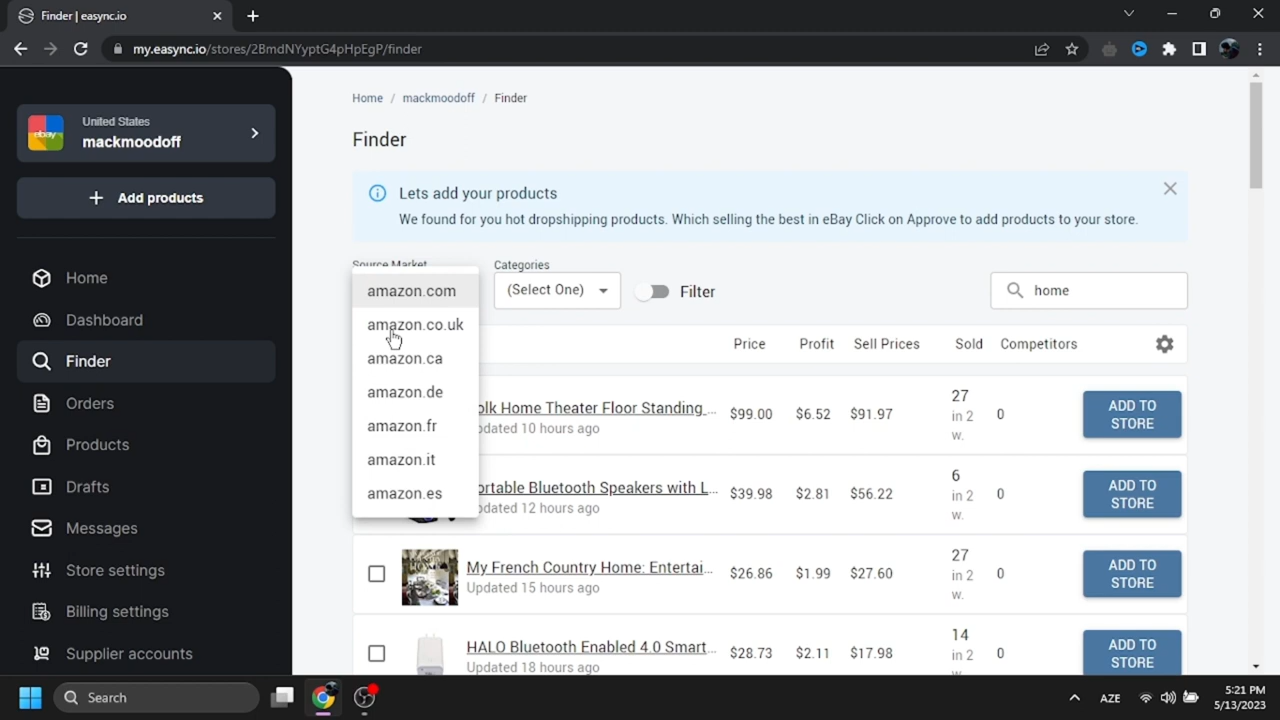 Finder | easync.io
my.easync.io/stores/2BmdNYyptG4pHpEgP/finder
ebay
United States
mackmoodoff
Add products
Home
Dashboard
Finder
Orders
Products
Drafts
Messages
Store settings
Billing settings
Supplier accounts
Home / mackmoodoff / Finder
Finder
Lets add your products
We found for you hot dropshipping products. Which selling the best in eBay Click on Approve to add products to your store.
Source Market
Categories
(Select One)
Filter
home
amazon.com
amazon.co.uk
amazon.ca
amazon.de
amazon.fr
amazon.it
amazon.es
Price Profit Sell Prices Sold Competitors
olk Home Theater Floor Standing ...
pdated 10 hours ago
$99.00 $6.52 $91.97
27
in 2
w.
0
ADD TO
STORE
ortable Bluetooth Speakers with L...
pdated 12 hours ago
$39.98 $2.81 $56.22
6
in 2
w.
0
ADD TO
STORE
My French Country Home: Entertai...
Updated 15 hours ago
$26.86 $1.99 $27.60
27
in 2
w.
0
ADD TO
STORE
HALO Bluetooth Enabled 4.0 Smart...
Updated 18 hours ago
$28.73 $2.11 $17.98
14
in 2
w.
0
ADD TO
STORE
Search
AZE
5:21 PM
5/13/2023